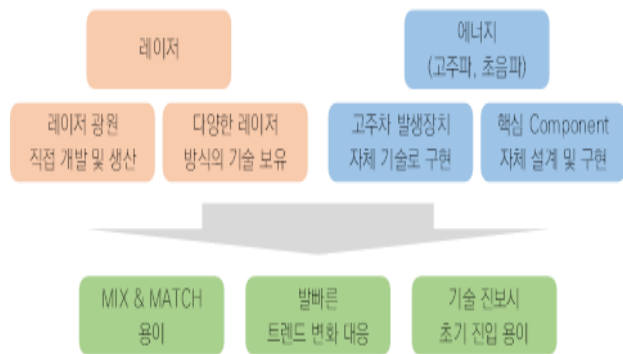 레이저
에너지
(고주파, 초음파)
레이저 광원
직접 개발 및 생산
다양한 레이저
방식의 기술 보유
고주차 발생장치
자체 기술로 구현
핵심 Component
자체 설계 및 구현
MIX & MATCH
용이
발빠른
트렌드 변화 대응
기술 진보시
초기 진입 용이